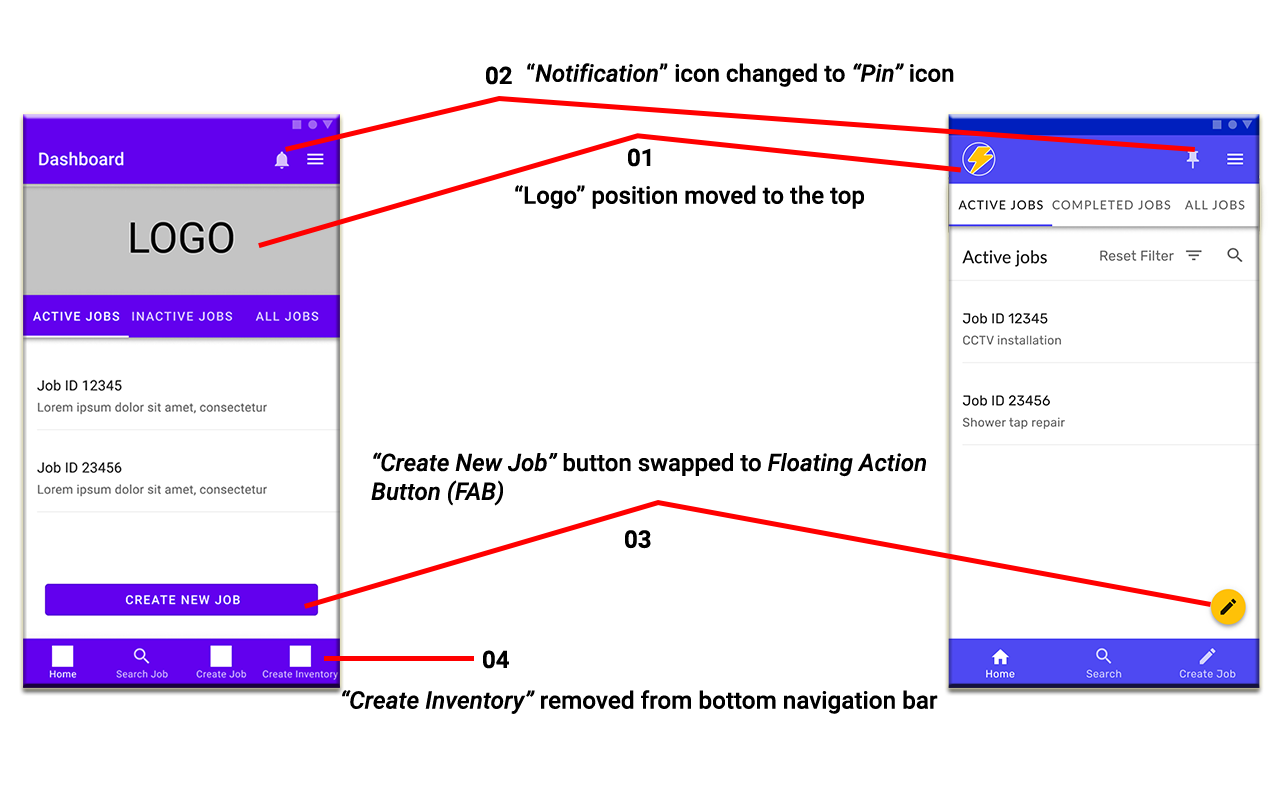 02 “Notification” icon changed to “Pin” icon
01
“Logo” position moved to the top
“Create New Job” button swapped to Floating Action
Button (FAB)
03
04
“Create Inventory” removed from bottom navigation bar
Dashboard
LOGO
ACTIVE JOBS INACTIVE JOBS ALL JOBS
Job ID 12345
Lorem ipsum dolor sit amet, consectetur
Job ID 23456
Lorem ipsum dolor sit amet, consectetur
CREATE NEW JOB
Home Search Job Create Job Create Inventory
ACTIVE JOBS COMPLETED JOBS ALL JOBS
Active jobs Reset Filter
Job ID 12345
CCTV installation
Job ID 23456
Shower tap repair
Home Search Create Job